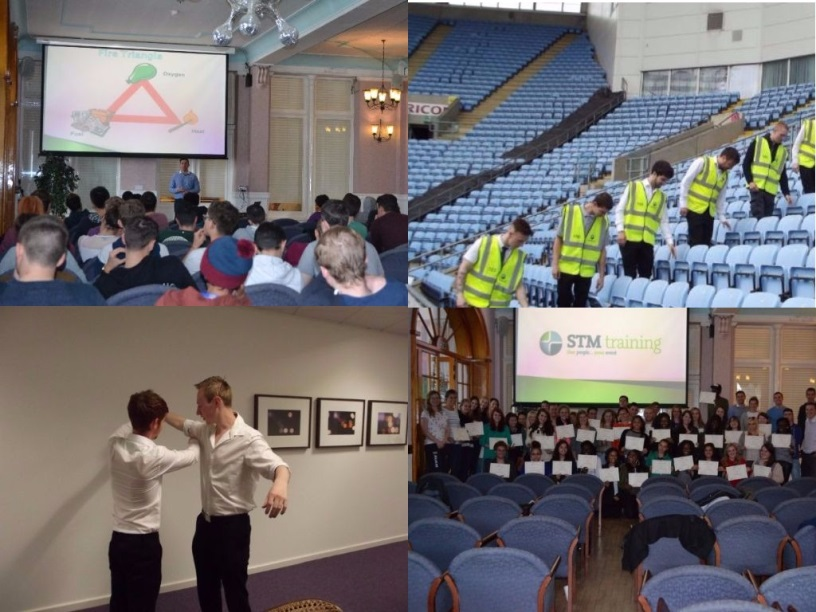 Fire Triangle
Oxygen
Fuel
Heat
RICO
STM training